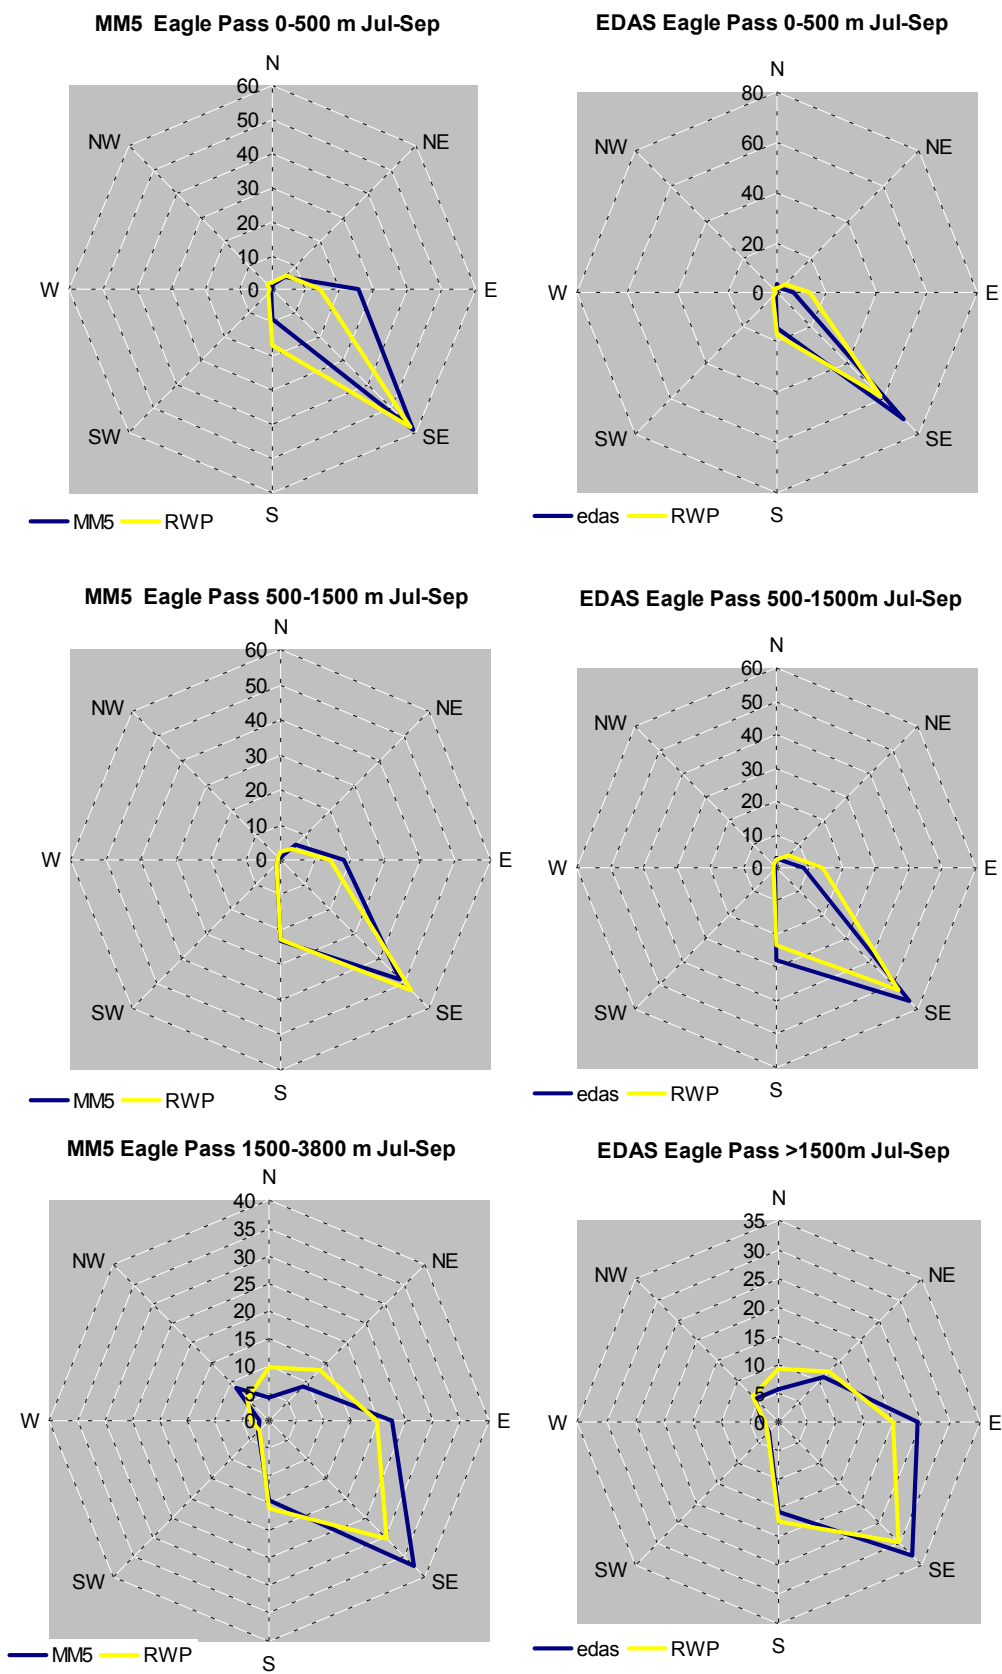 MM5 Eagle Pass 0-500 m Jul-Sep
N
60
50
40
30
20
10
0
NW
NE
W
E
SW
SE
S
MM5 RWP
EDAS Eagle Pass 0-500 m Jul-Sep
N
80
60
40
20
0
NW
NE
W
E
SW
SE
S
edas RWP
MM5 Eagle Pass 500-1500 m Jul-Sep
N
60
50
40
30
20
10
0
NW
NE
W
E
SW
SE
S
MM5 RWP
EDAS Eagle Pass 500-1500m Jul-Sep
N
60
50
40
30
20
10
0
NW
NE
W
E
SW
SE
S
edas RWP
MM5 Eagle Pass 1500-3800 m Jul-Sep
N
40
35
30
25
20
15
10
5
0
NW
NE
W
E
SW
SE
S
MM5 RWP
EDAS Eagle Pass >1500m Jul-Sep
N
35
30
25
20
15
10
5
0
NW
NE
W
E
SW
SE
S
edas RWP